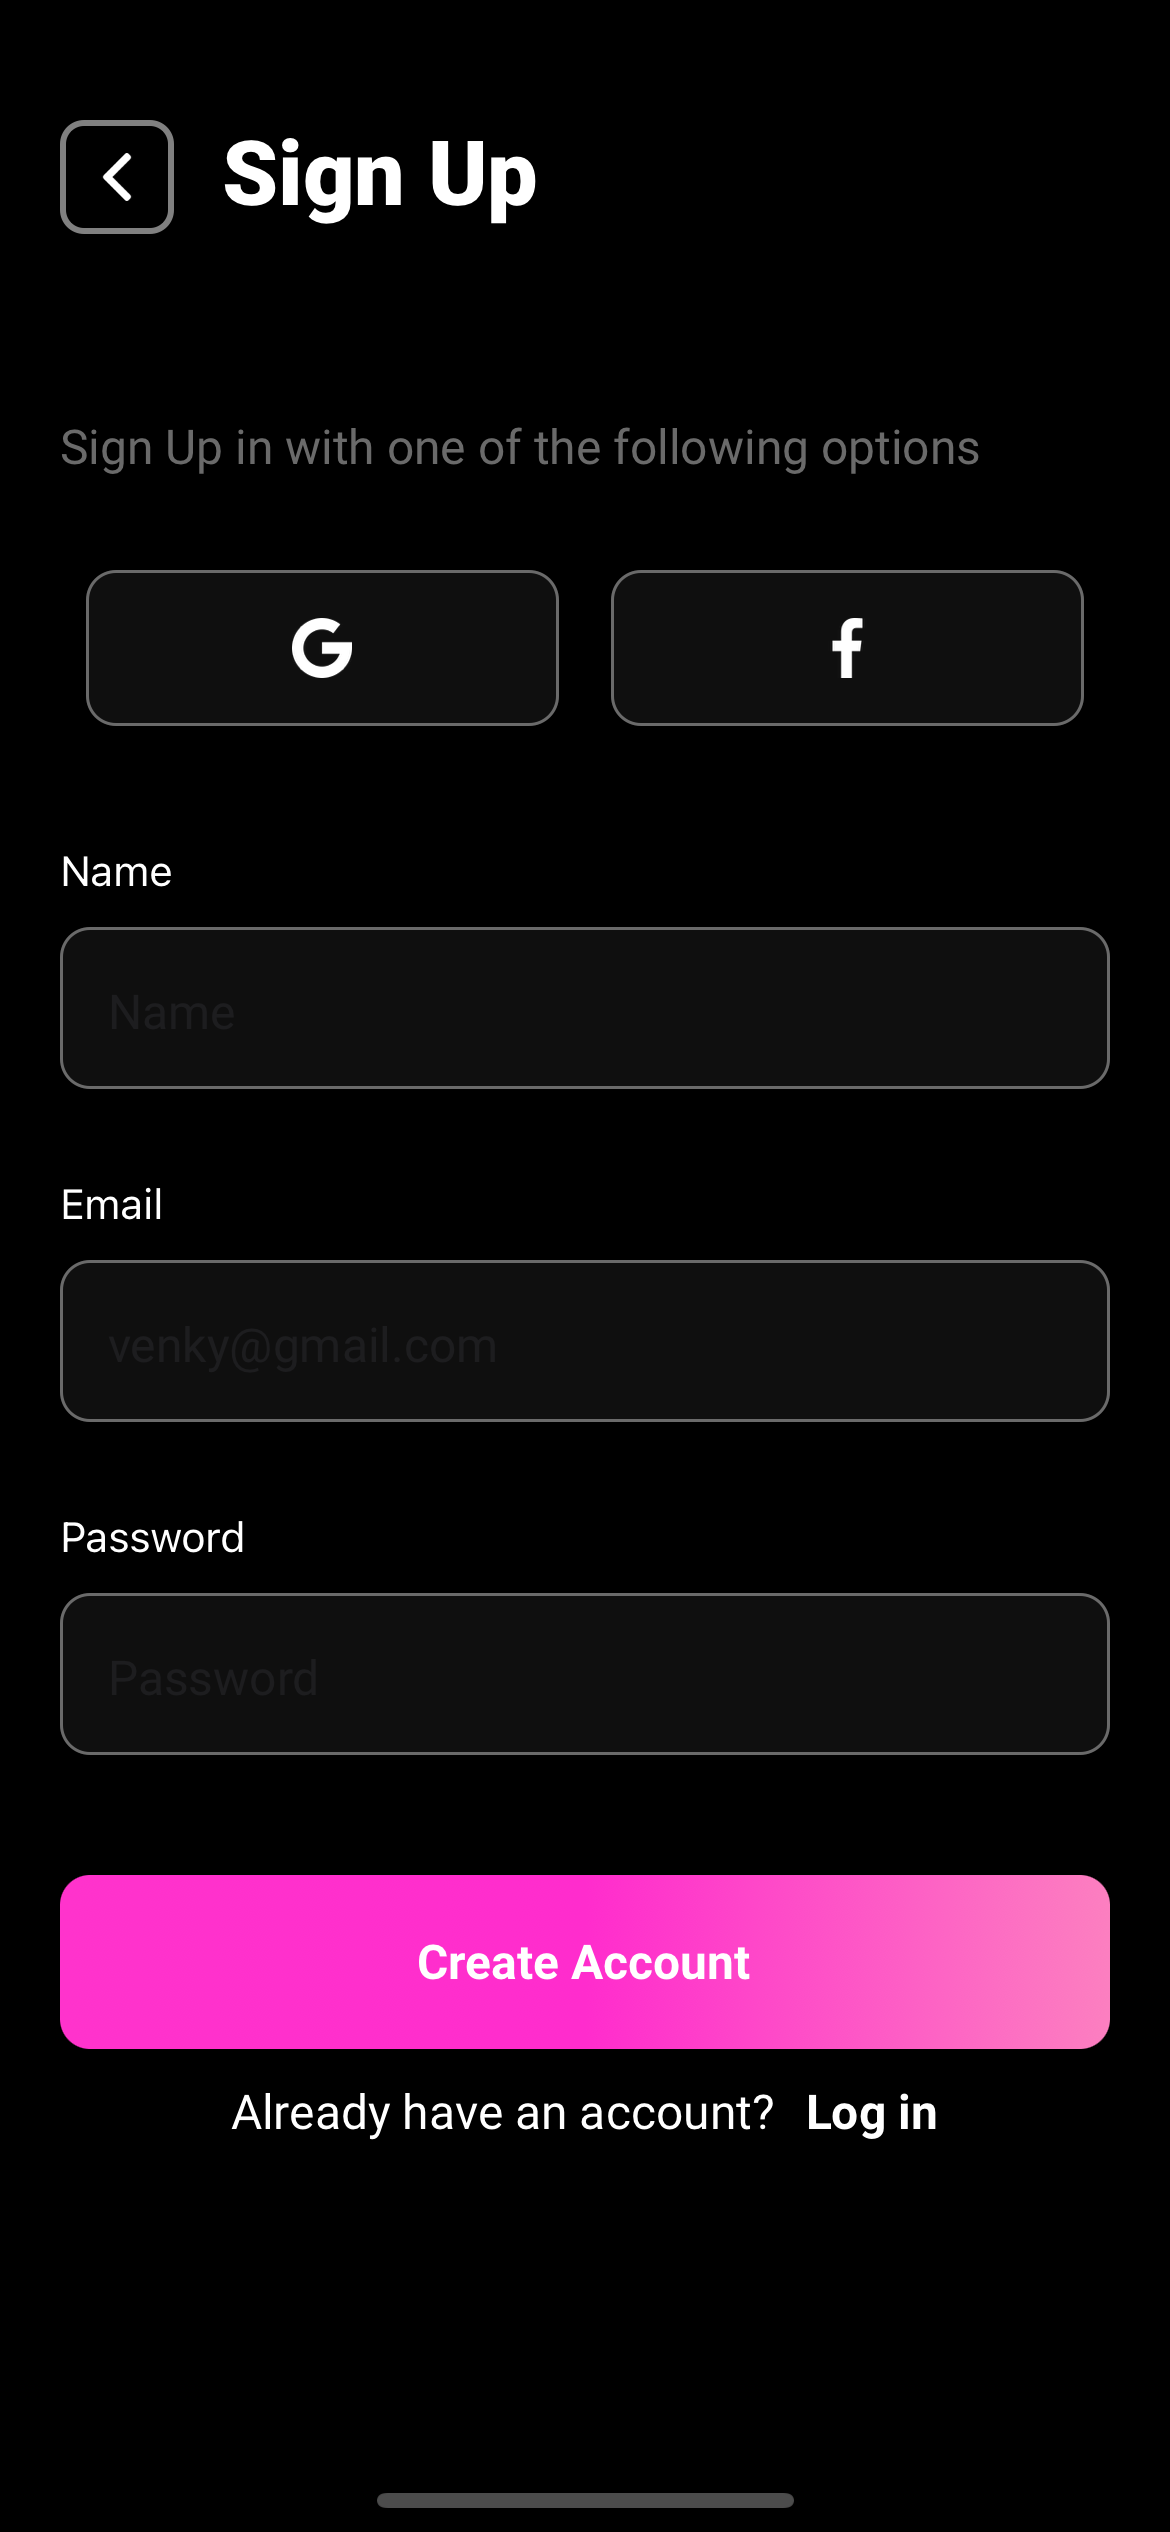 Sign Up
Sign Up in with one of the following options
Name
Name
Email
venky@gmail.com
Password
Password
Create Account
Already have an account? Log in